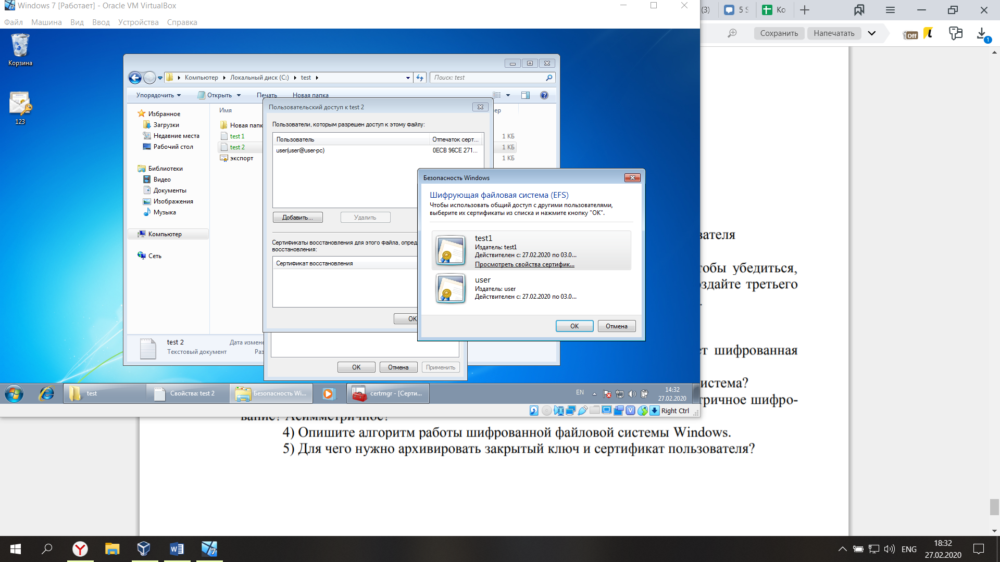 Windows 7 [Работает] - Oracle VM VirtualBox
Файл Машина Вид Ввод Устройства Справка
(3) 5 Ко
Сохранить Напечатать
Off
1
Корзина
123
Компьютер Локальный диск (C:) test
Поиск: test
Упорядочить Открыть Печать Новая папка
Избранное
Загрузки
Недавние места
Рабочий стол
Библиотеки
Видео
Документы
Изображения
Музыка
Компьютер
Сеть
Имя
Новая папк
test 1
1 КБ
test 2
1 КБ
экспорт
1 КБ
Пользовательский доступ к test 2
Пользователи, которым разрешен доступ к этому файлу:
Пользователь Отпечаток серт...
user(user@user-pc) 0ECB 96CE 271...
Добавить... Удалить
Сертификаты восстановления для этого файла, опред
восстановления:
Сертификат восстановления
OK
Безопасность Windows
Шифрующая файловая система (EFS)
Чтобы использовать общий доступ с другими пользователями,
выберите их сертификаты из списка и нажмите кнопку "ОК".
test1
Издатель: test1
Действителен с: 27.02.2020 по 03.0...
Просмотреть свойства сертифик...
user
Издатель: user
Действителен с: 27.02.2020 по 03.0...
OK Отмена
test 2 Дата измене
Текстовый документ Раз
OK Отмена Применить
test Свойства: test 2 Безопасность Wi... certmgr - [Серти...
EN 14:32
27.02.2020
Right Ctrl
вателя
тобы убедиться,
здайте третьего
ет шифрованная
истема?
тричное шифро-
вание? Асимметричное?
4) Опишите алгоритм работы шифрованной файловой системы Windows.
5) Для чего нужно архивировать закрытый ключ и сертификат пользователя?
ENG 18:32
27.02.2020